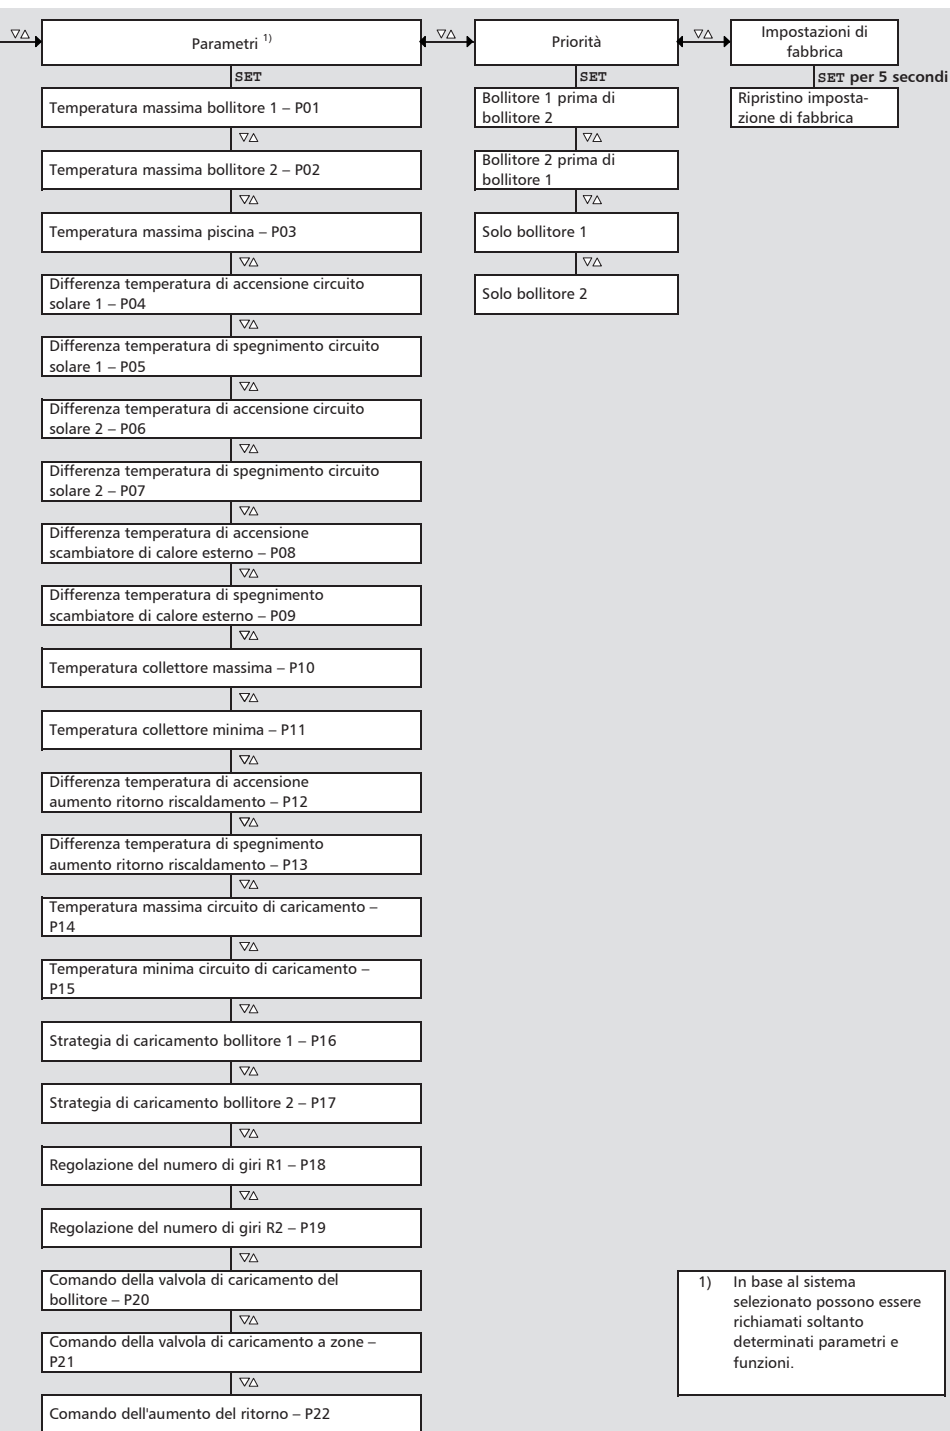 ▽△
Parametri 1)
▽△
Priorità
▽△
Impostazioni di
fabbrica
SET
SET
SET per 5 secondi
Temperatura massima bollitore 1 – P01
▽△
Temperatura massima bollitore 2 – P02
▽△
Temperatura massima piscina – P03
▽△
Differenza temperatura di accensione circuito
solare 1 – P04
▽△
Differenza temperatura di spegnimento circuito
solare 1 – P05
▽△
Differenza temperatura di accensione circuito
solare 2 – P06
▽△
Differenza temperatura di spegnimento circuito
solare 2 – P07
▽△
Differenza temperatura di accensione
scambiatore di calore esterno – P08
▽△
Differenza temperatura di spegnimento
scambiatore di calore esterno – P09
▽△
Temperatura collettore massima – P10
▽△
Temperatura collettore minima – P11
▽△
Differenza temperatura di accensione
aumento ritorno riscaldamento – P12
▽△
Differenza temperatura di spegnimento
aumento ritorno riscaldamento – P13
▽△
Temperatura massima circuito di caricamento –
P14
▽△
Temperatura minima circuito di caricamento –
P15
▽△
Strategia di caricamento bollitore 1 – P16
▽△
Strategia di caricamento bollitore 2 – P17
▽△
Regolazione del numero di giri R1 – P18
▽△
Regolazione del numero di giri R2 – P19
▽△
Comando della valvola di caricamento del
bollitore – P20
▽△
Comando della valvola di caricamento a zone –
P21
▽△
Comando dell'aumento del ritorno – P22
Bollitore 1 prima di
bollitore 2
▽△
Bollitore 2 prima di
bollitore 1
▽△
Solo bollitore 1
▽△
Solo bollitore 2
Ripristino imposta-
zione di fabbrica
1) In base al sistema
selezionato possono essere
richiamati soltanto
determinati parametri e
funzioni.